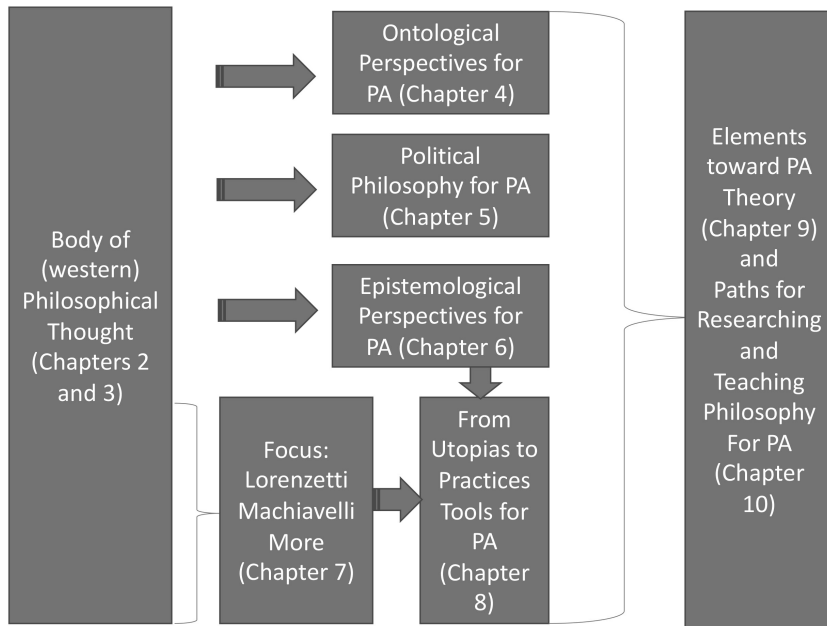 Body of
(western)
Philosophical
Thought
(Chapters 2
and 3)
Ontological
Perspectives for
PA (Chapter 4)
Political
Philosophy for PA
(Chapter 5)
Epistemological
Perspectives for
PA (Chapter 6)
Focus:
Lorenzetti
Machiavelli
More
(Chapter 7)
From
Utopias to
Practices
Tools for
PA
(Chapter
8)
Elements
toward PA
Theory
(Chapter 9)
and
Paths for
Researching
and
Teaching
Philosophy
For PA
(Chapter
10)